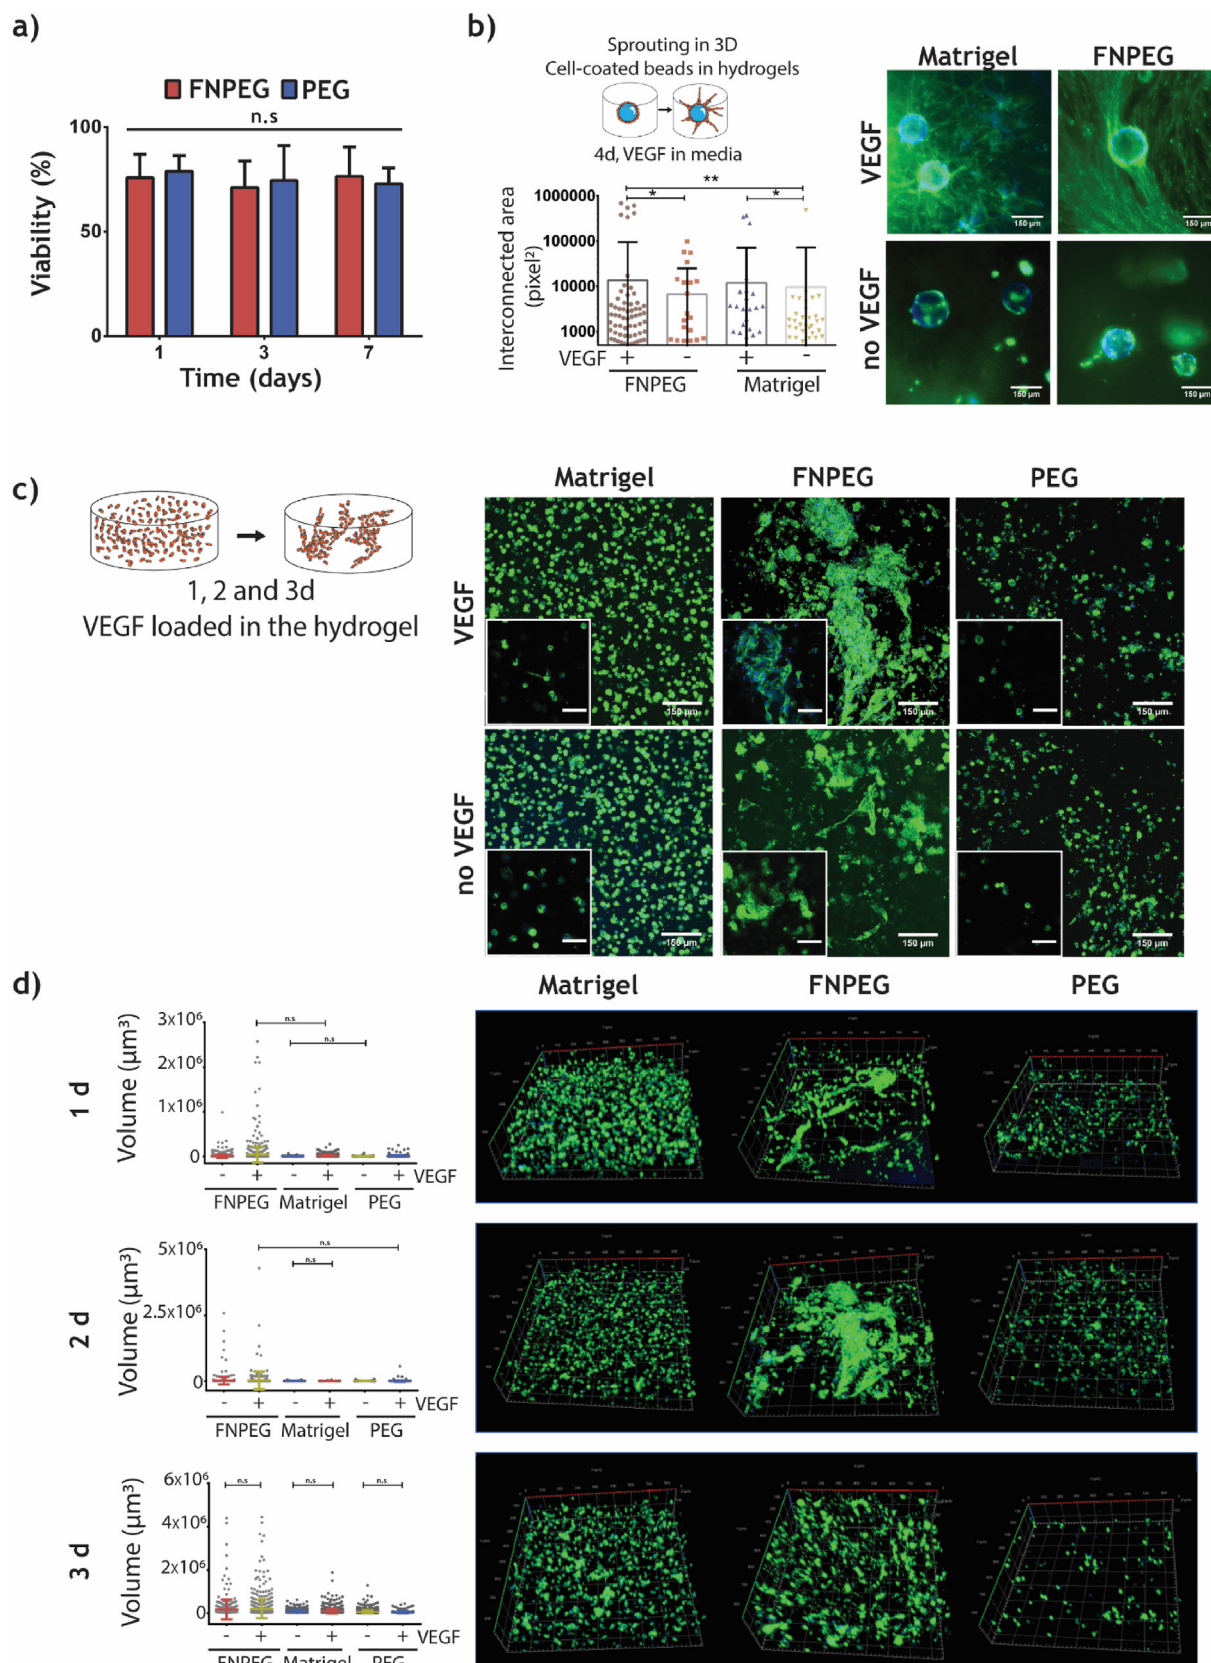 a)
FNPEG PEG
n.s
100
50
0
Viability (%)
1 3 7
Time (days)
b)
Sprouting in 3D
Cell-coated beads in hydrogels
4d, VEGF in media
** 
* *
1000000
100000
10000
1000
Interconnected area
(pixel²)
VEGF + - + -
FNPEG Matrigel
Matrigel FNPEG
VEGF
no VEGF
150 µm 150 µm
150 µm 150 µm
c)
1, 2 and 3d
VEGF loaded in the hydrogel
Matrigel FNPEG PEG
VEGF
150 µm 150 µm 150 µm
no VEGF
150 µm 150 µm 150 µm
d)
Matrigel FNPEG PEG
1 d
Volume (µm³)
3x10⁶
2x10⁶
1x10⁶
0
n.s
n.s
- + - + - + VEGF
FNPEG Matrigel PEG
2 d
Volume (µm³)
5x10⁶
2.5x10⁶
0
n.s
n.s
- + - + - + VEGF
FNPEG Matrigel PEG
3 d
Volume (µm³)
6x10⁶
4x10⁶
2x10⁶
0
n.s n.s n.s
- + - + - + VEGF
FNPEG Matrigel PEG